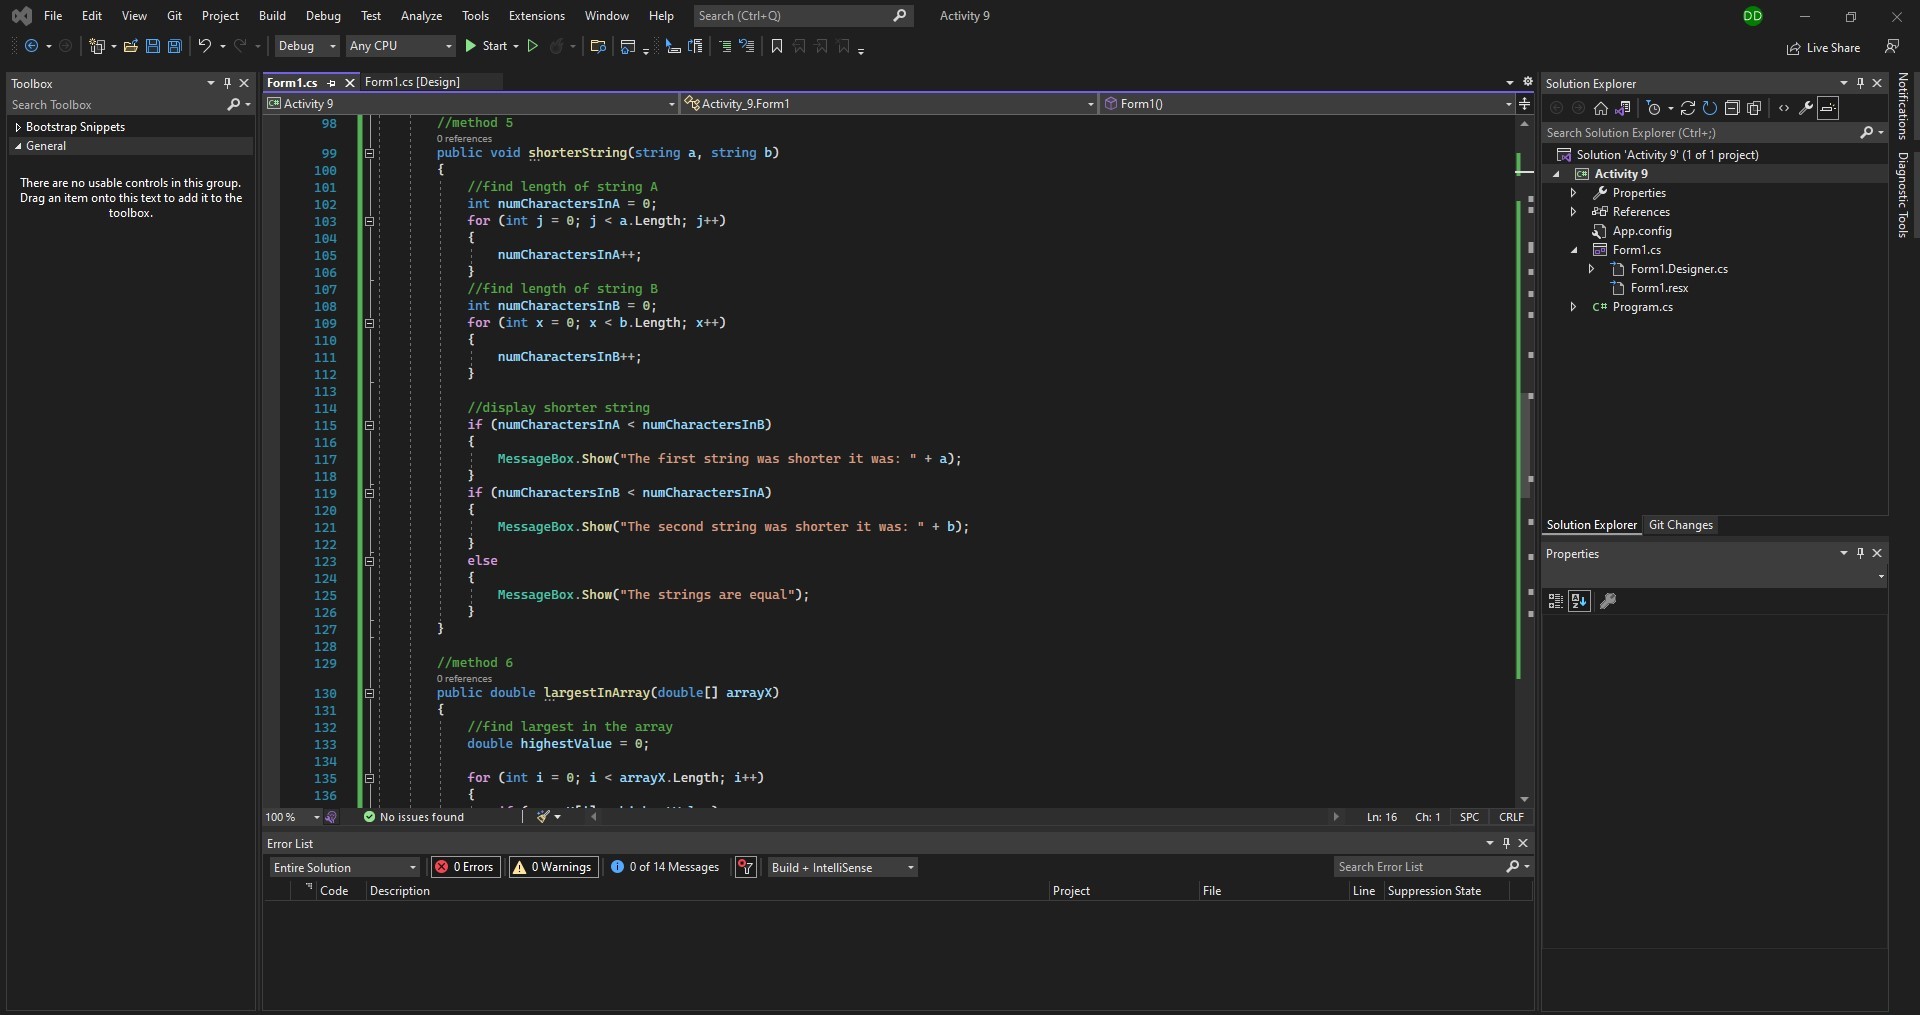 File Edit View Git Project Build Debug Test Analyze Tools Extensions Window Help Search (Ctrl+Q) Activity 9 DD
Debug Any CPU Start Live Share
Toolbox
Search Toolbox
Bootstrap Snippets
General
There are no usable controls in this group.
Drag an item onto this text to add it to the
toolbox.
Form1.cs Form1.cs [Design]
C# Activity 9 Activity_9.Form1 Form1()
98 //method 5
0 references
99 public void shorterString(string a, string b)
100 {
101 //find length of string A
102 int numCharactersInA = 0;
103 for (int j = 0; j < a.Length; j++)
104 {
105 numCharactersInA++;
106 }
107 //find length of string B
108 int numCharactersInB = 0;
109 for (int x = 0; x < b.Length; x++)
110 {
111 numCharactersInB++;
112 }
113
114 //display shorter string
115 if (numCharactersInA < numCharactersInB)
116 {
117 MessageBox.Show("The first string was shorter it was: " + a);
118 }
119 if (numCharactersInB < numCharactersInA)
120 {
121 MessageBox.Show("The second string was shorter it was: " + b);
122 }
123 else
124 {
125 MessageBox.Show("The strings are equal");
126 }
127 }
128
129 //method 6
0 references
130 public double largestInArray(double[] arrayX)
131 {
132 //find largest in the array
133 double highestValue = 0;
134
135 for (int i = 0; i < arrayX.Length; i++)
136 {
100 % No issues found Ln: 16 Ch: 1 SPC CRLF
Error List
Entire Solution 0 Errors 0 Warnings 0 of 14 Messages Build + IntelliSense Search Error List
Code Description Project File Line Suppression State
Solution Explorer
Search Solution Explorer (Ctrl+;)
Solution 'Activity 9' (1 of 1 project)
C# Activity 9
Properties
References
App.config
Form1.cs
Form1.Designer.cs
Form1.resx
C# Program.cs
Solution Explorer Git Changes
Properties
Notifications
Diagnostic Tools